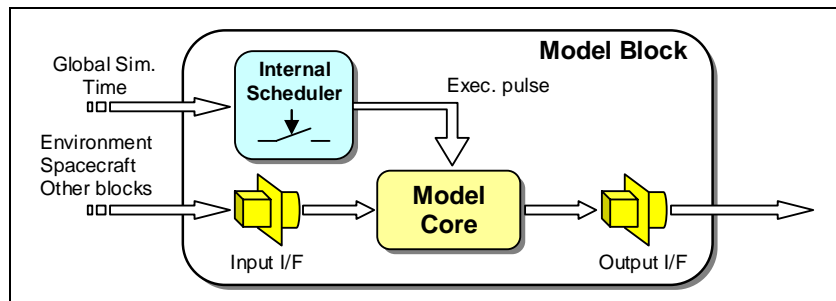 Model Block
Global Sim.
Time
Internal
Scheduler
Exec. pulse
Environment
Spacecraft
Other blocks
Model
Core
Input I/F
Output I/F